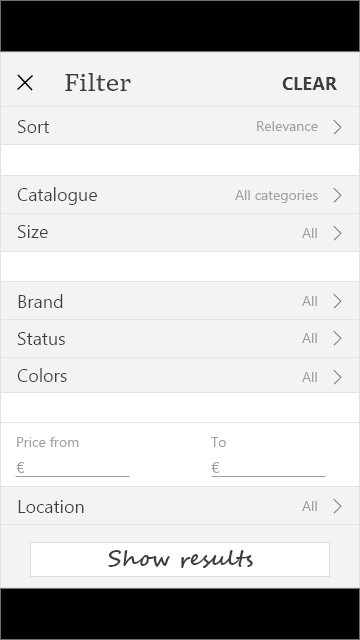 Filter CLEAR
Sort Relevance
Catalogue All categories
Size All
Brand All
Status All
Colors All
Price from To
€ €
Location All
Show results